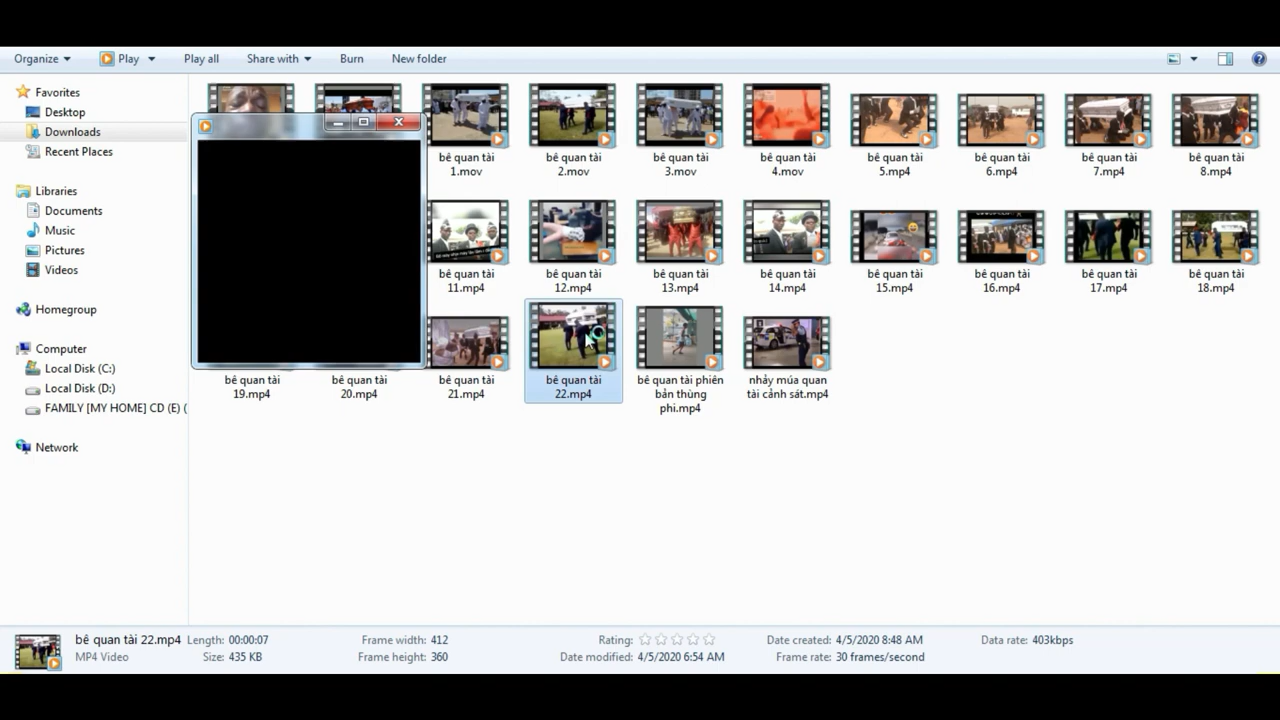 Organize
Play
Play all
Share with
Burn
New folder
Favorites
Desktop
Downloads
Recent Places
Libraries
Documents
Music
Pictures
Videos
Homegroup
Computer
Local Disk (C:)
Local Disk (D:)
FAMILY [MY HOME] CD (E) (
Network
bê quan tài
1.mov
bê quan tài
2.mov
bê quan tài
3.mov
bê quan tài
4.mov
bê quan tài
5.mp4
bê quan tài
6.mp4
bê quan tài
7.mp4
bê quan tài
8.mp4
bê quan tài
11.mp4
bê quan tài
12.mp4
bê quan tài
13.mp4
bê quan tài
14.mp4
bê quan tài
15.mp4
bê quan tài
16.mp4
bê quan tài
17.mp4
bê quan tài
18.mp4
bê quan tài
19.mp4
bê quan tài
20.mp4
bê quan tài
21.mp4
bê quan tài
22.mp4
bê quan tài phiên
bản thùng
phi.mp4
nhảy múa quan
tài cảnh sát.mp4
bê quan tài 22.mp4
MP4 Video
Length: 00:00:07
Size: 435 KB
Frame width: 412
Frame height: 360
Rating:
Date modified: 4/5/2020 6:54 AM
Date created: 4/5/2020 8:48 AM
Frame rate: 30 frames/second
Data rate: 403kbps